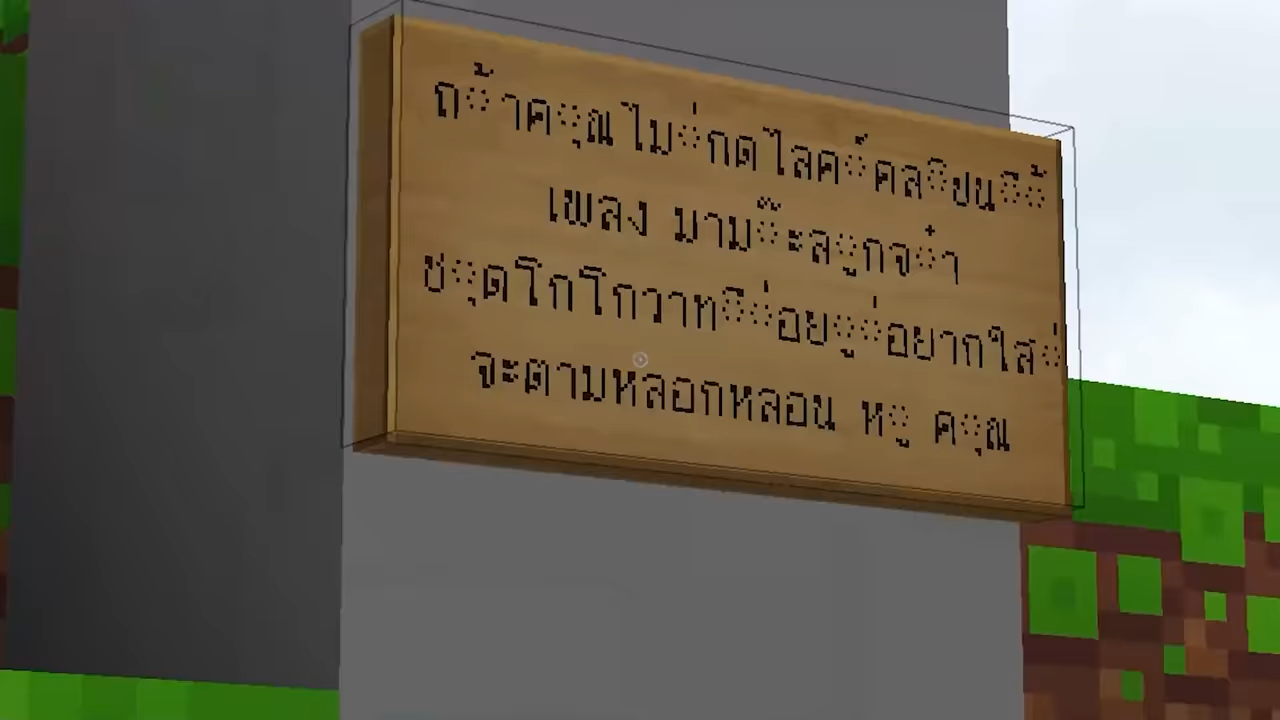 ถ้าคุณไม่กดไลค์คลิปนี้
เพลง มาม๊ะลูกจ๋า
ชุดโกโกวาที่อยู่อยากใส่
จะตามหลอกหลอน หู คุณ